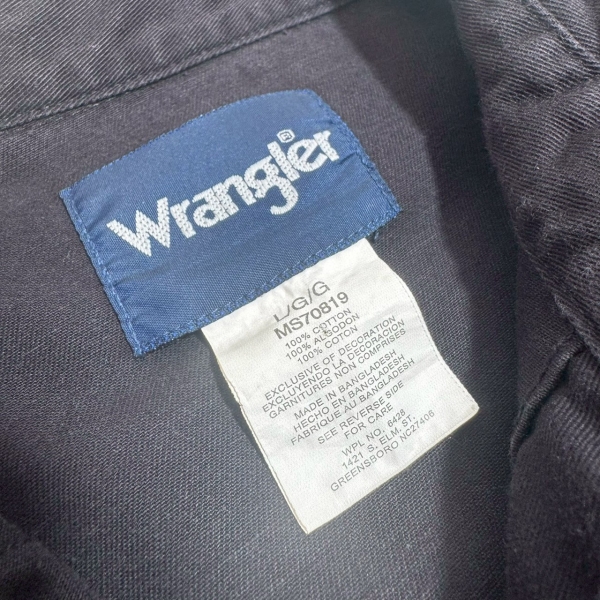 Wrangler®
L/G/G
MS70819
100% COTTON
100% ALGODON
100% COTON
EXCLUSIVE OF DECORATION
EXCLUYENDO LA DECORACION
GARNITURES NON COMPRISES
MADE IN BANGLADESH
HECHO EN BANGLADESH
FABRIQUE AU BANGLADESH
SEE REVERSE SIDE
FOR CARE
WPL NO. 6428
1421 S. ELM. ST.
GREENSBORO NC27406